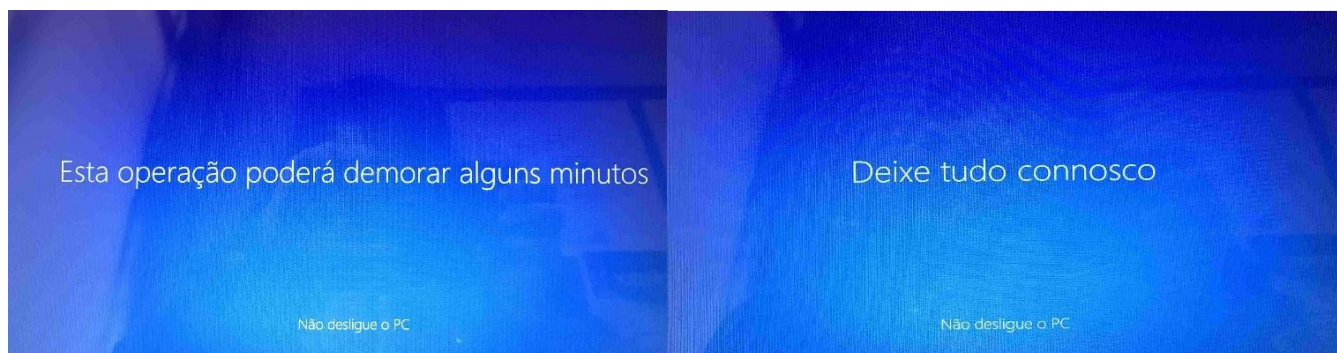 Esta operação poderá demorar alguns minutos
Não desligue o PC
Deixe tudo connosco
Não desligue o PC